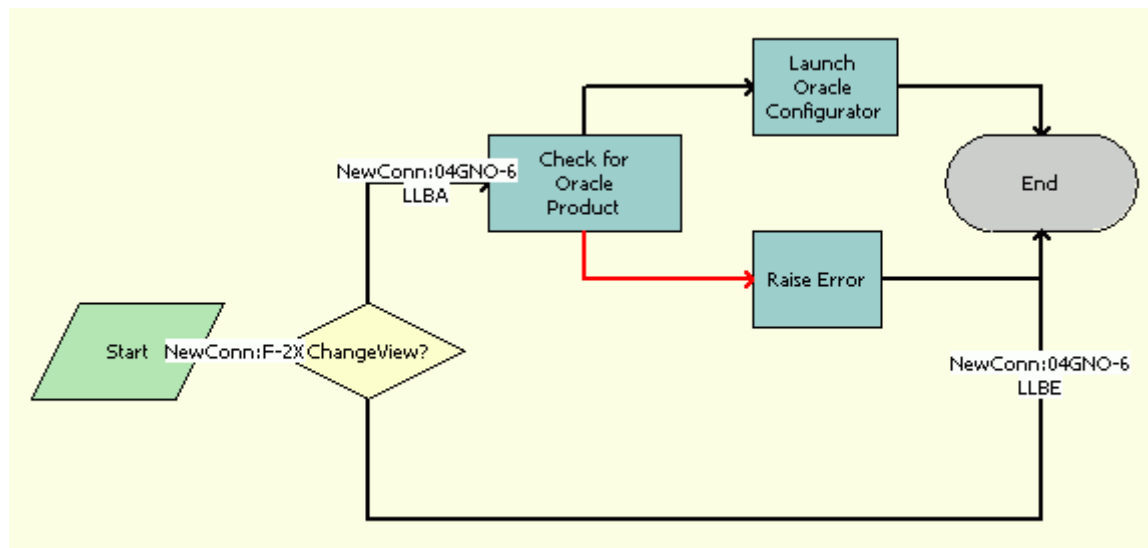 Launch
Oracle
Configurator
NewConn:04GNO-6
LLBA
Check for
Oracle
Product
End
Raise Error
Start
NewConn:F-2X
ChangeView?
NewConn:04GNO-6
LLBE